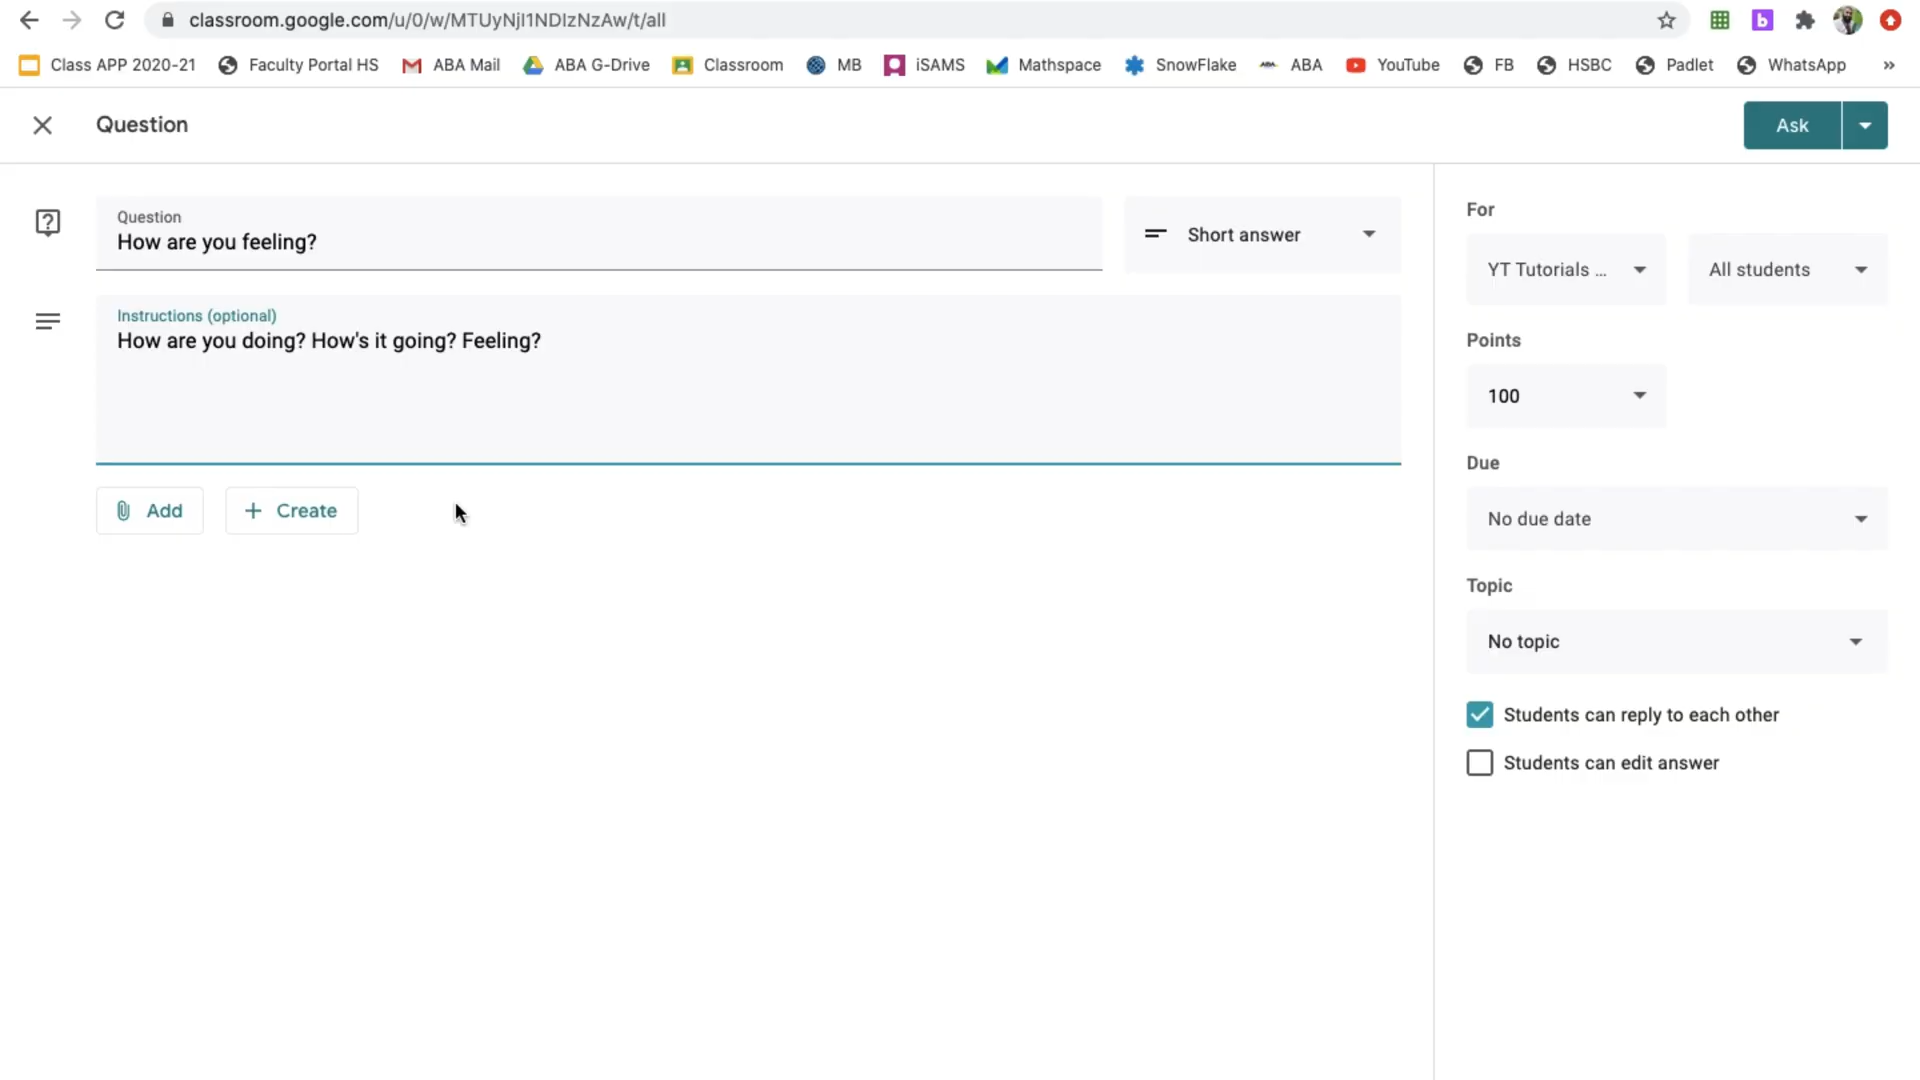 classroom.google.com/u/0/w/MTUyNjI1NDIzNzAw/t/all
Class APP 2020-21 Faculty Portal HS ABA Mail ABA G-Drive Classroom MB iSAMS Mathspace SnowFlake ABA YouTube FB HSBC Padlet WhatsApp »
Question Ask
Question
How are you feeling?
Short answer
Instructions (optional)
How are you doing? How's it going? Feeling?
Add + Create
For
YT Tutorials ... All students
Points
100
Due
No due date
Topic
No topic
Students can reply to each other
Students can edit answer